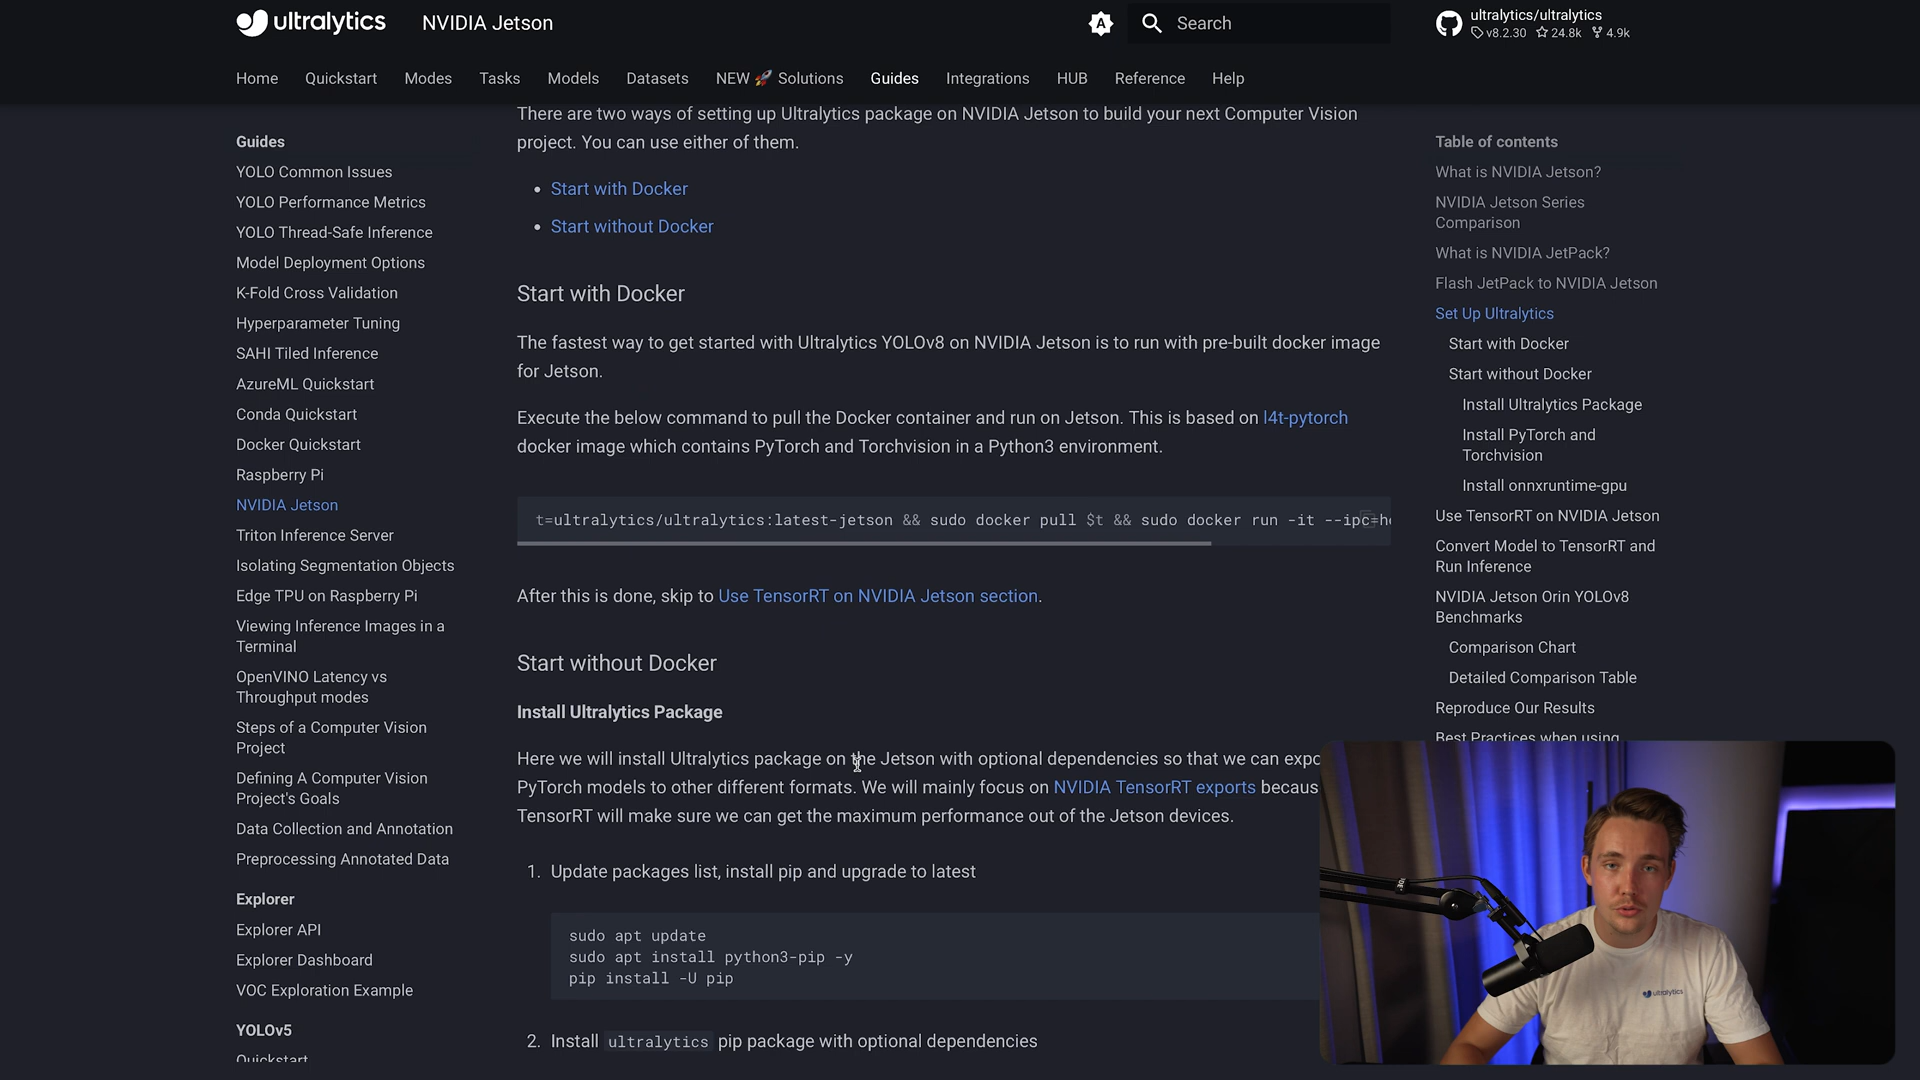 ultralytics
NVIDIA Jetson
A
Search
ultralytics/ultralytics
v8.2.30 24.8k 4.9k
Home Quickstart Modes Tasks Models Datasets NEW 🚀 Solutions Guides Integrations HUB Reference Help
Guides
YOLO Common Issues
YOLO Performance Metrics
YOLO Thread-Safe Inference
Model Deployment Options
K-Fold Cross Validation
Hyperparameter Tuning
SAHI Tiled Inference
AzureML Quickstart
Conda Quickstart
Docker Quickstart
Raspberry Pi
NVIDIA Jetson
Triton Inference Server
Isolating Segmentation Objects
Edge TPU on Raspberry Pi
Viewing Inference Images in a
Terminal
OpenVINO Latency vs
Throughput modes
Steps of a Computer Vision
Project
Defining A Computer Vision
Project's Goals
Data Collection and Annotation
Preprocessing Annotated Data
Explorer
Explorer API
Explorer Dashboard
VOC Exploration Example
YOLOv5
Quickstart
There are two ways of setting up Ultralytics package on NVIDIA Jetson to build your next Computer Vision
project. You can use either of them.
• Start with Docker
• Start without Docker
Start with Docker
The fastest way to get started with Ultralytics YOLOv8 on NVIDIA Jetson is to run with pre-built docker image
for Jetson.
Execute the below command to pull the Docker container and run on Jetson. This is based on l4t-pytorch
docker image which contains PyTorch and Torchvision in a Python3 environment.
t=ultralytics/ultralytics:latest-jetson && sudo docker pull $t && sudo docker run -it --ipc=h
After this is done, skip to Use TensorRT on NVIDIA Jetson section.
Start without Docker
Install Ultralytics Package
Here we will install Ultralytics package on the Jetson with optional dependencies so that we can expo
PyTorch models to other different formats. We will mainly focus on NVIDIA TensorRT exports becaus
TensorRT will make sure we can get the maximum performance out of the Jetson devices.
1. Update packages list, install pip and upgrade to latest
sudo apt update
sudo apt install python3-pip -y
pip install -U pip
2. Install ultralytics pip package with optional dependencies
Table of contents
What is NVIDIA Jetson?
NVIDIA Jetson Series
Comparison
What is NVIDIA JetPack?
Flash JetPack to NVIDIA Jetson
Set Up Ultralytics
Start with Docker
Start without Docker
Install Ultralytics Package
Install PyTorch and
Torchvision
Install onnxruntime-gpu
Use TensorRT on NVIDIA Jetson
Convert Model to TensorRT and
Run Inference
NVIDIA Jetson Orin YOLOv8
Benchmarks
Comparison Chart
Detailed Comparison Table
Reproduce Our Results
Best Practices when using
ultralytics